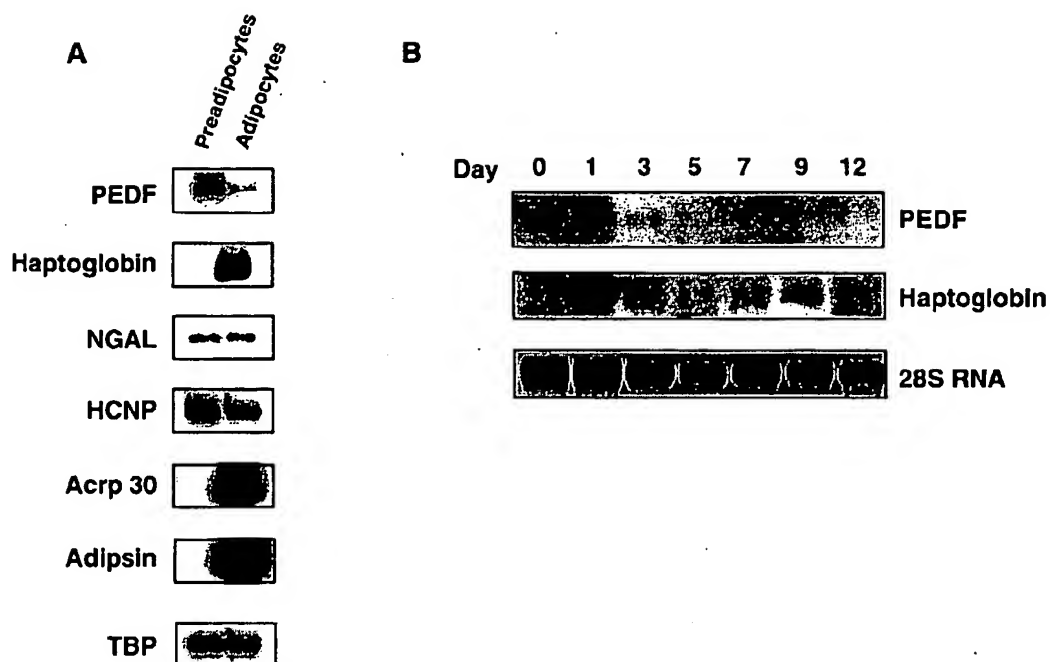 A
Preadipocytes
Adipocytes
PEDF
Haptoglobin
NGAL
HCNP
Acrp 30
Adipsin
TBP
B
Day 0 1 3 5 7 9 12
PEDF
Haptoglobin
28S RNA